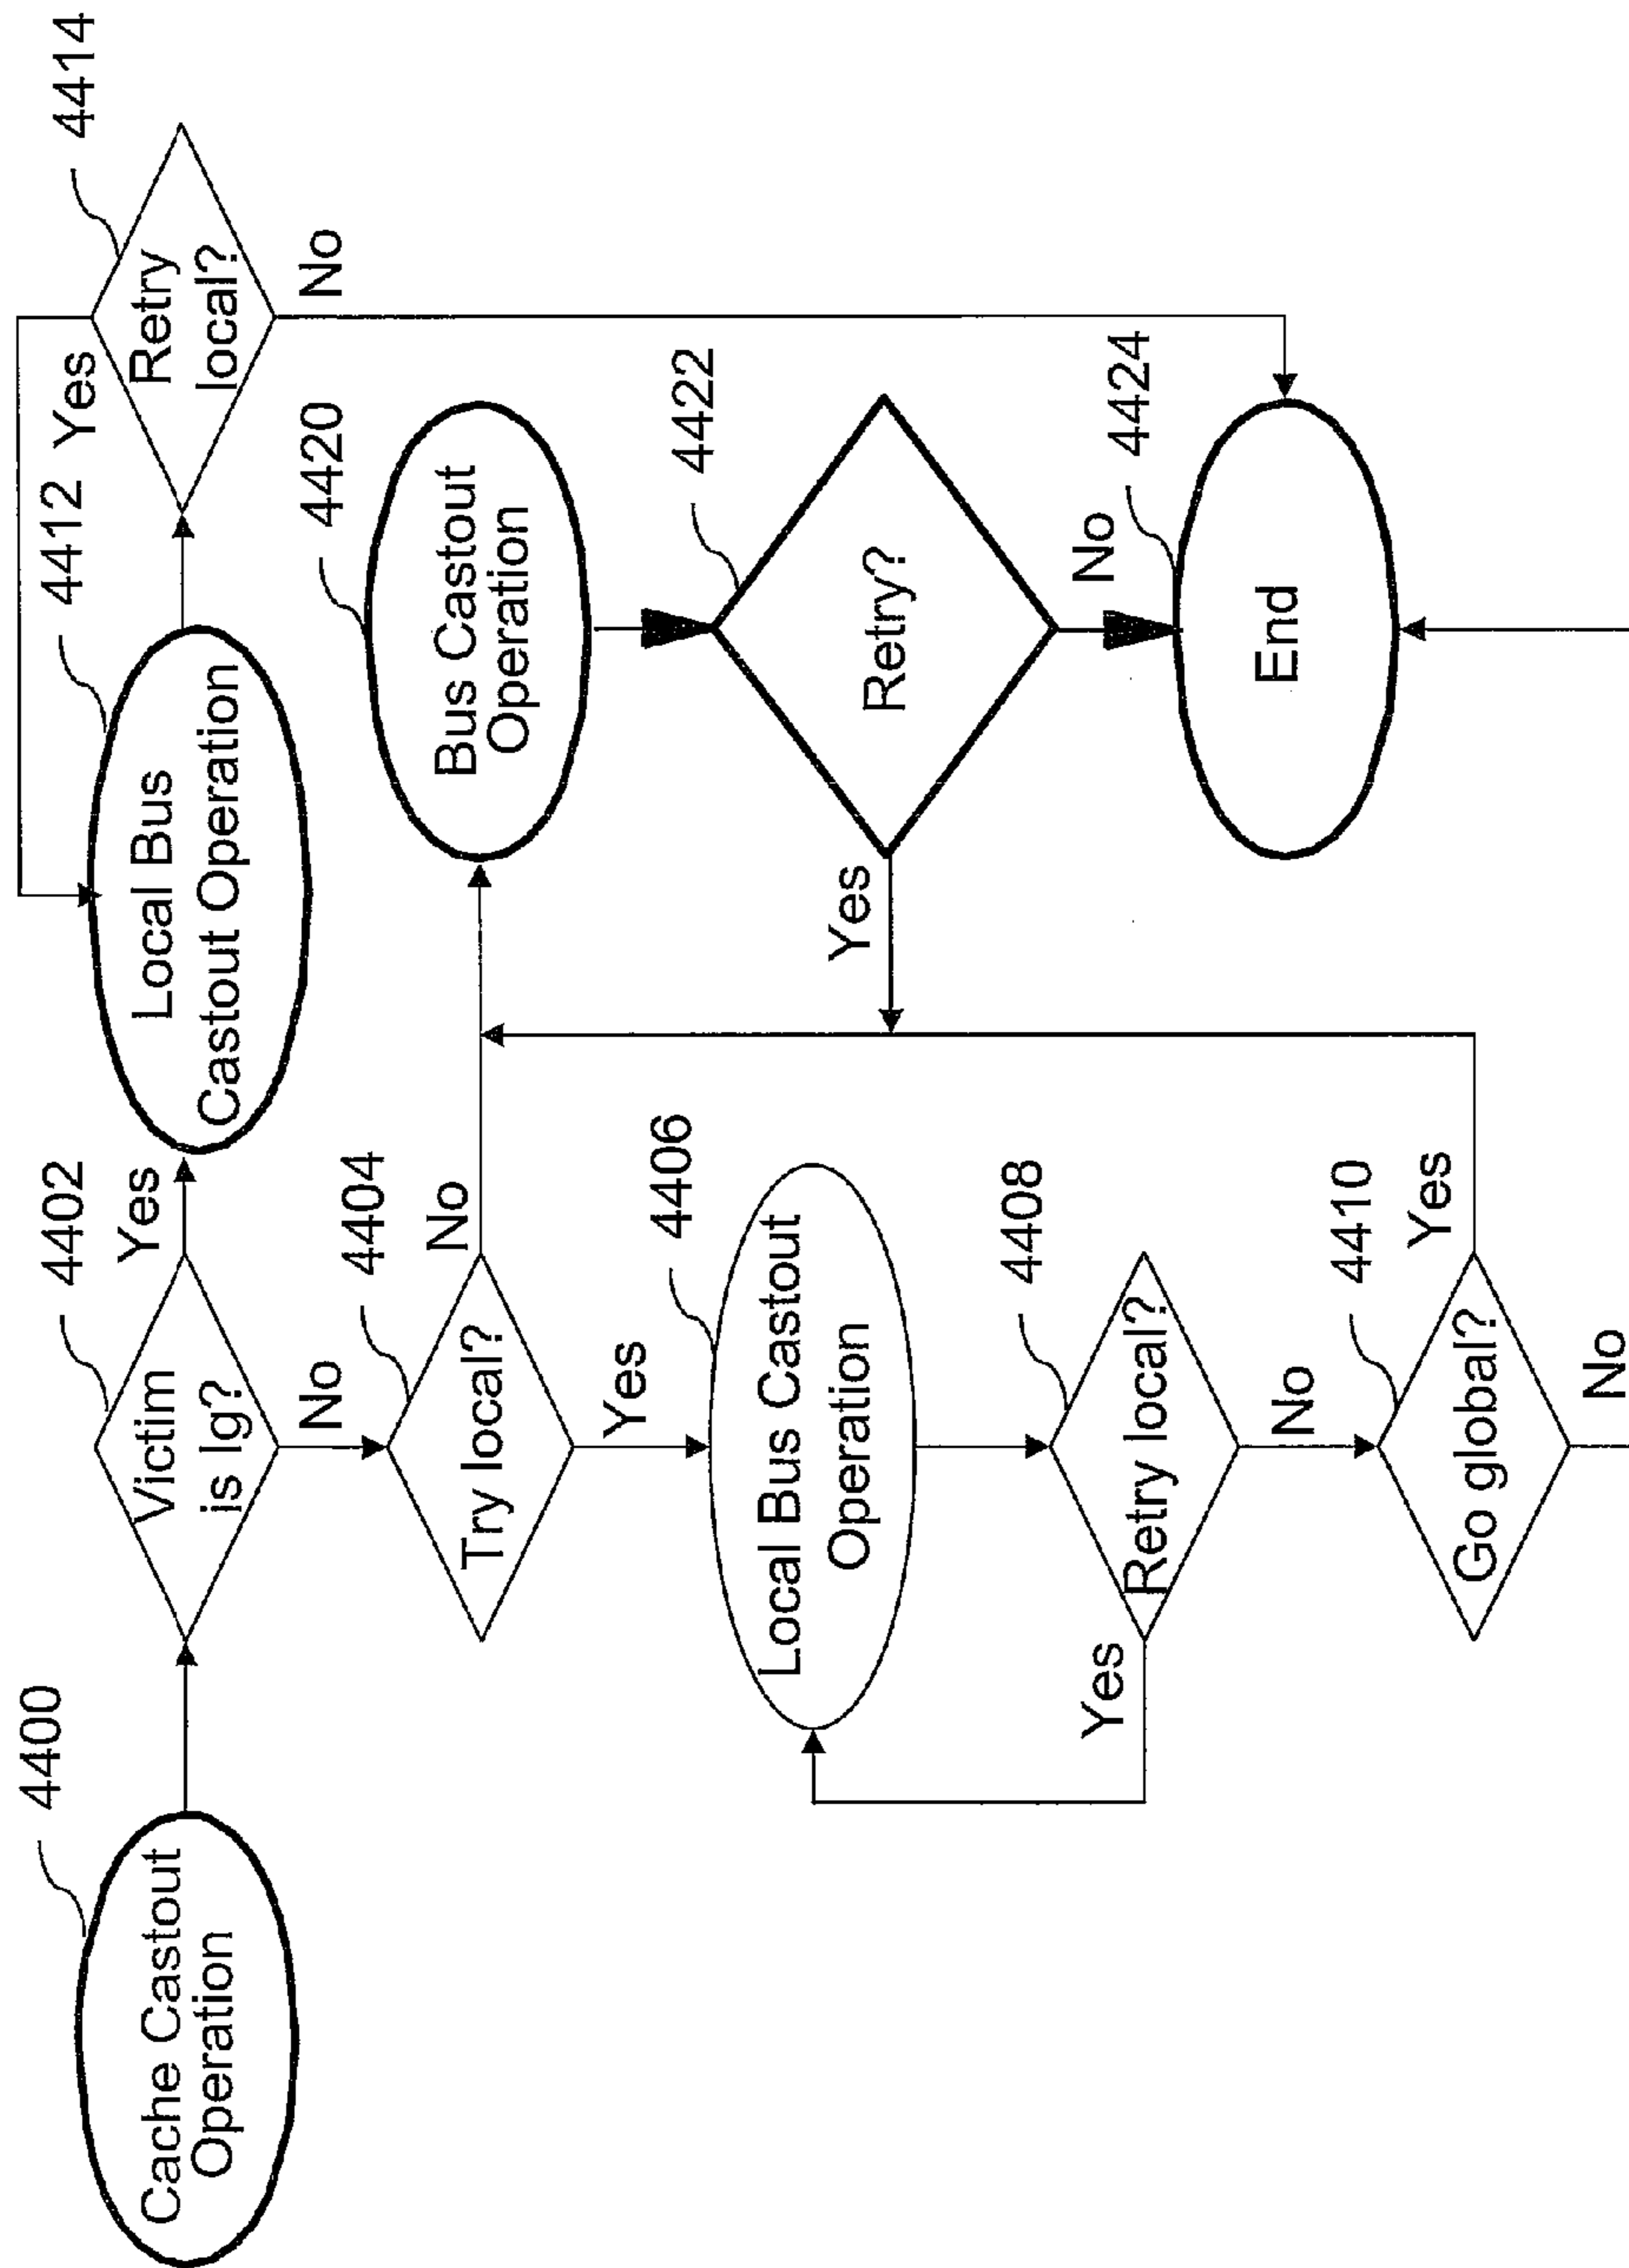 4400
Cache Castout
Operation
4402
Victim
is Ig?
Yes
No
4412
Local Bus
Castout Operation
4414
Retry
local?
Yes
No
4404
Try local?
No
Yes
4420
Bus Castout
Operation
4406
Local Bus Castout
Operation
4422
Retry?
Yes
No
4408
Retry local?
Yes
No
4410
Go global?
Yes
No
4424
End